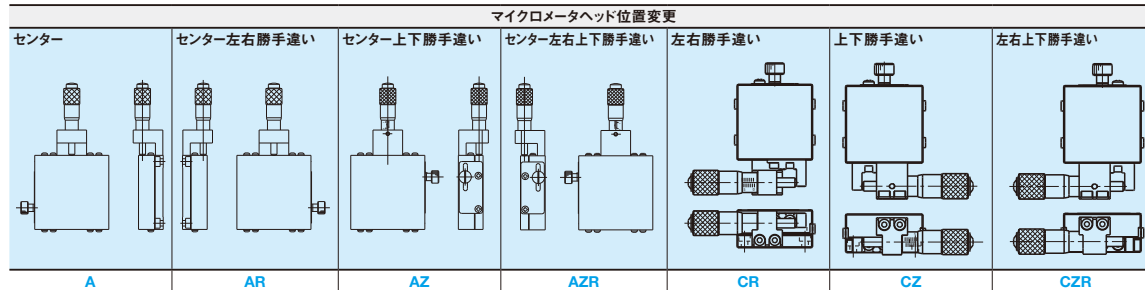 マイクロメータヘッド位置変更
センター
センター左右勝手違い
センター上下勝手違い
センター左右上下勝手違い
左右勝手違い
上下勝手違い
左右上下勝手違い
A
AR
AZ
AZR
CR
CZ
CZR